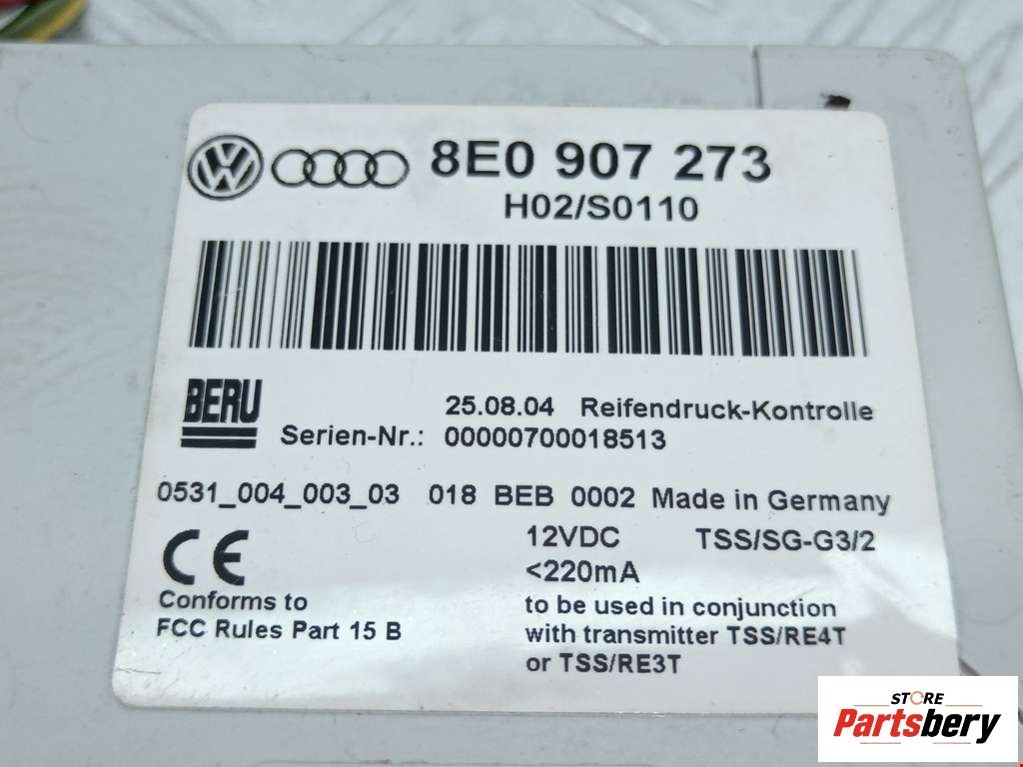 8E0 907 273
H02/S0110
BERU
25.08.04 Reifendruck-Kontrolle
Serien-Nr.: 00000700018513
0531_004_003_03 018 BEB 0002 Made in Germany
CE
12VDC TSS/SG-G3/2
<220mA
Conforms to
FCC Rules Part 15 B
to be used in conjunction
with transmitter TSS/RE4T
or TSS/RE3T
STORE
Partsbery